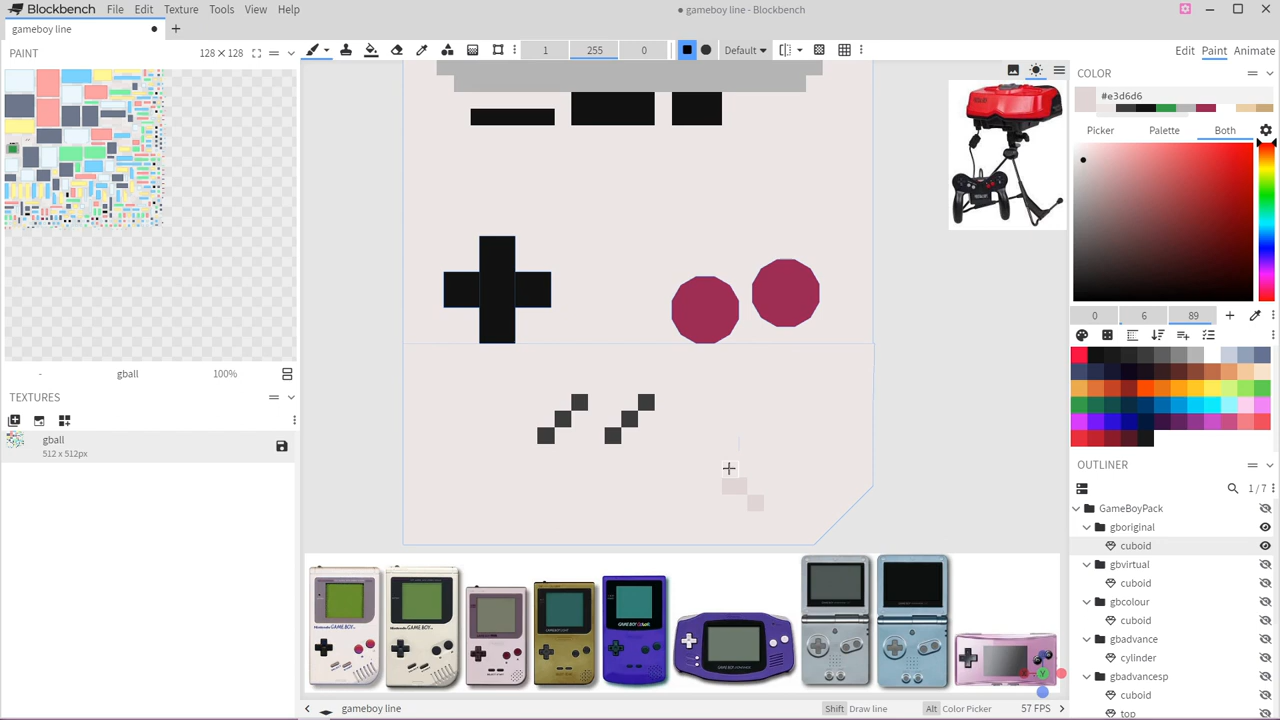 Blockbench
File Edit Texture Tools View Help
gameboy line - Blockbench
gameboy line
PAINT
128 × 128
1
255
0
Default
Edit Paint Animate
COLOR
#e3d6d6
Picker Palette Both
0
6
89
-
gball
100%
TEXTURES
gball
512 x 512px
OUTLINER
1/7
GameBoyPack
gboriginal
cuboid
gbvirtual
cuboid
gbcolour
cuboid
gbadvance
cylinder
gbadvancesp
cuboid
top
gameboy line
Shift Draw line
Alt Color Picker
57 FPS